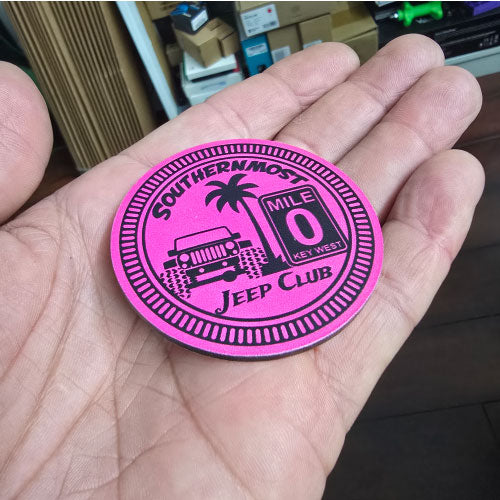 SOUTHERNMOST
MILE
0
KEY WEST
JEEP CLUB